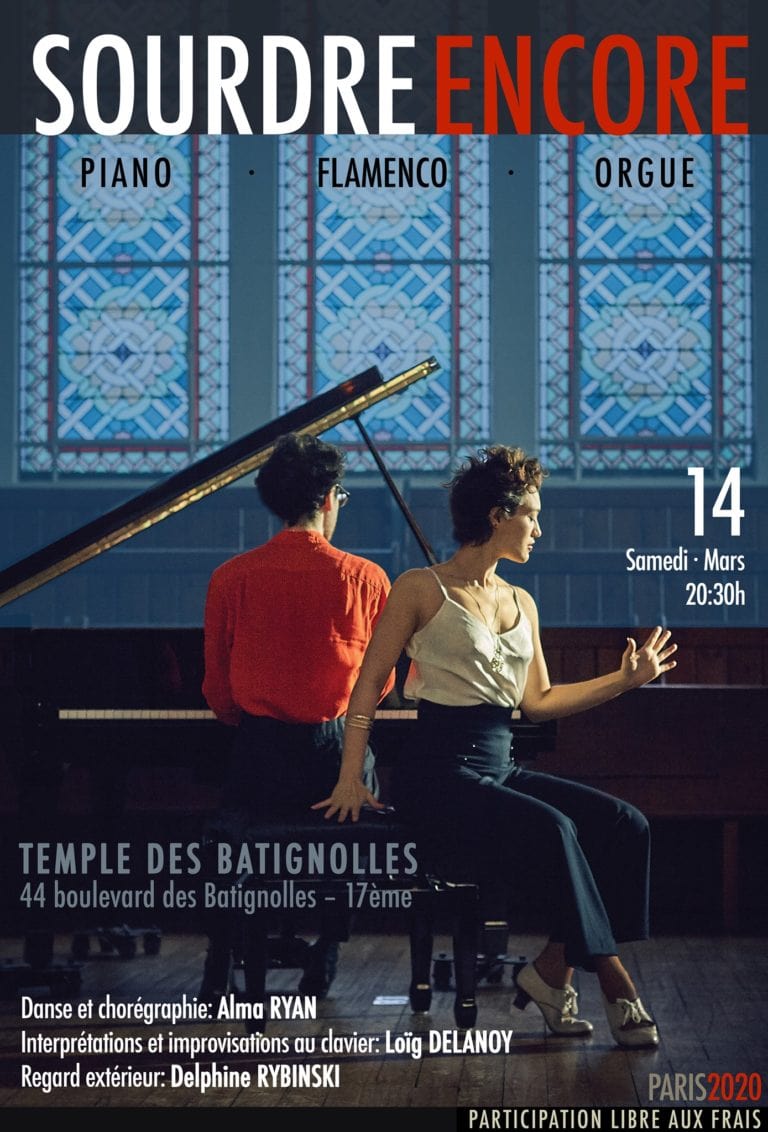 SOURDRE ENCORE
PIANO · FLAMENCO · ORGUE
14
Samedi · Mars
20:30h
TEMPLE DES BATIGNOLLES
44 boulevard des Batignolles – 17ème
Danse et chorégraphie: Alma RYAN
Interprétations et improvisations au clavier: Loïg DELANOY
Regard extérieur: Delphine RYBINSKI
PARIS2020
PARTICIPATION LIBRE AUX FRAIS